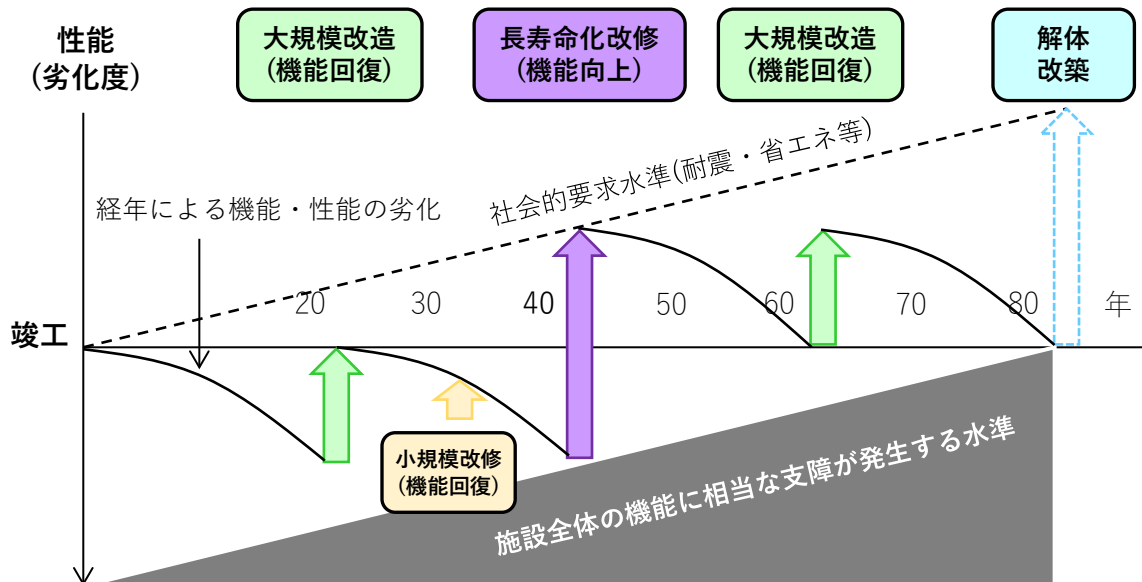 性能
(劣化度)
大規模改造
(機能回復)
長寿命化改修
(機能向上)
大規模改造
(機能回復)
解体
改築
社会的要求水準(耐震・省エネ等)
経年による機能・性能の劣化
20 30 40 50 60 70 80 年
竣工
小規模改修
(機能回復)
施設全体の機能に相当な支障が発生する水準